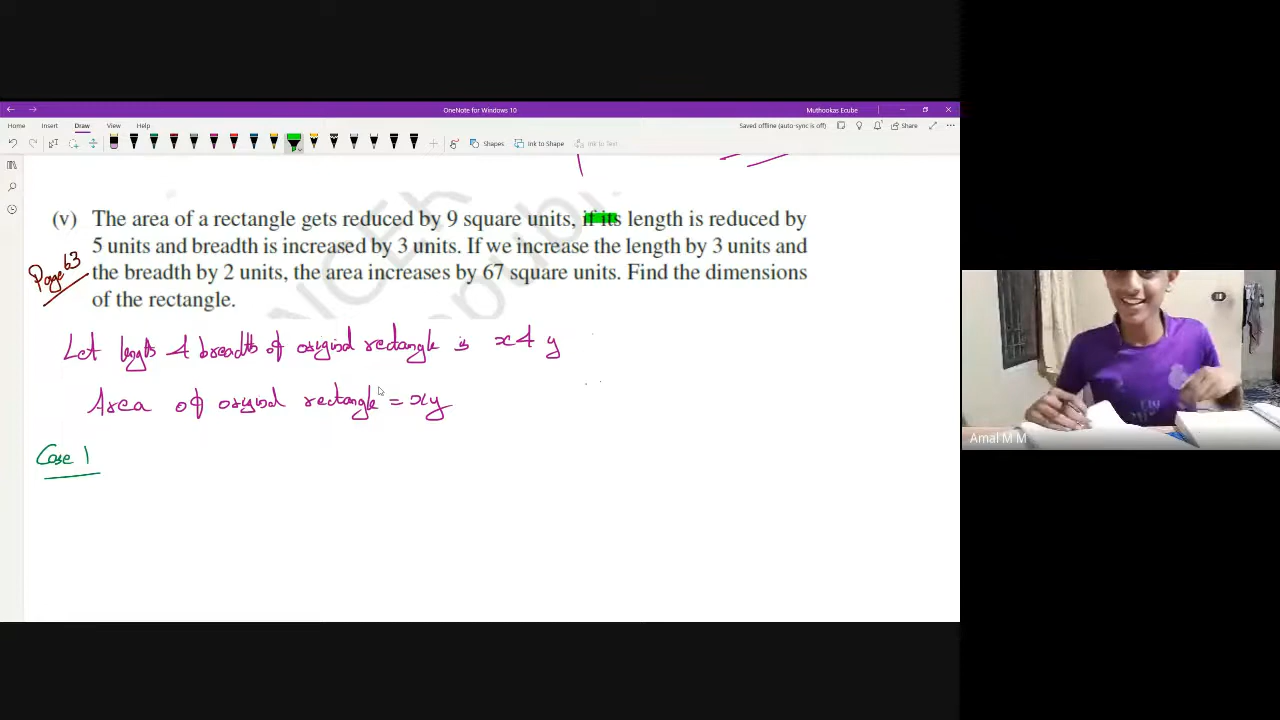 OneNote for Windows 10
Muthookas Ecube
Home Insert Draw View Help
Saved offline (auto-sync is off)
Share
Shapes
Ink to Shape
Ink to Text
(v) The area of a rectangle gets reduced by 9 square units, if its length is reduced by
5 units and breadth is increased by 3 units. If we increase the length by 3 units and
the breadth by 2 units, the area increases by 67 square units. Find the dimensions
of the rectangle.
Page 63
Let length & breadth of original rectangle is x & y
Area of original rectangle = xy
Case 1
Amal M M